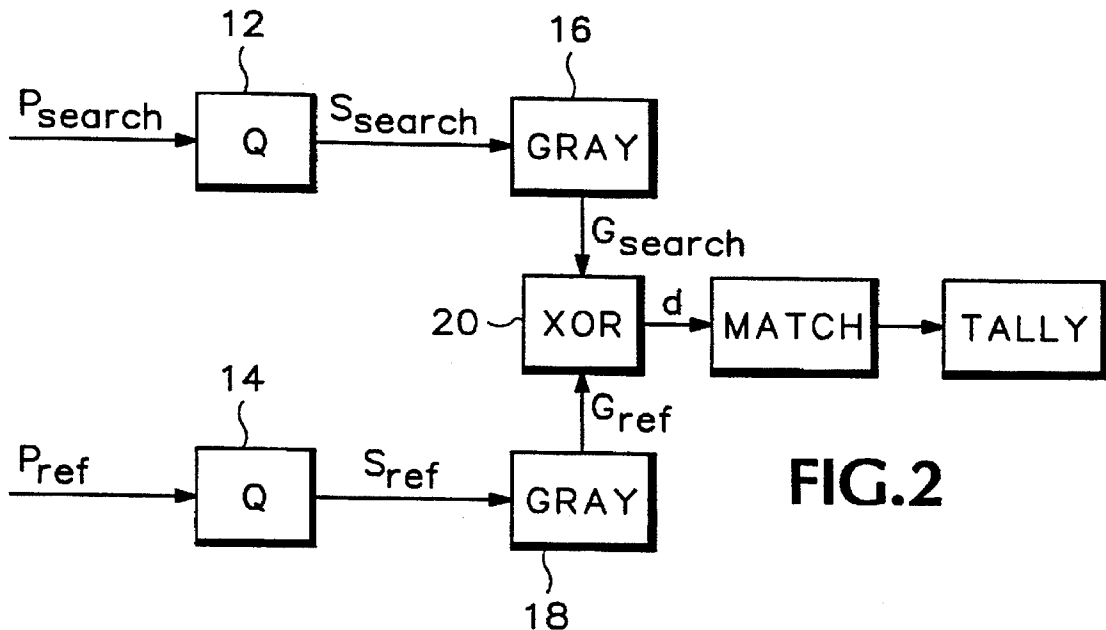 12
16
Psearch
Q
Ssearch
GRAY
Gsearch
20
XOR
d
MATCH
TALLY
14
Gref
Pref
Q
Sref
GRAY
FIG.2
18